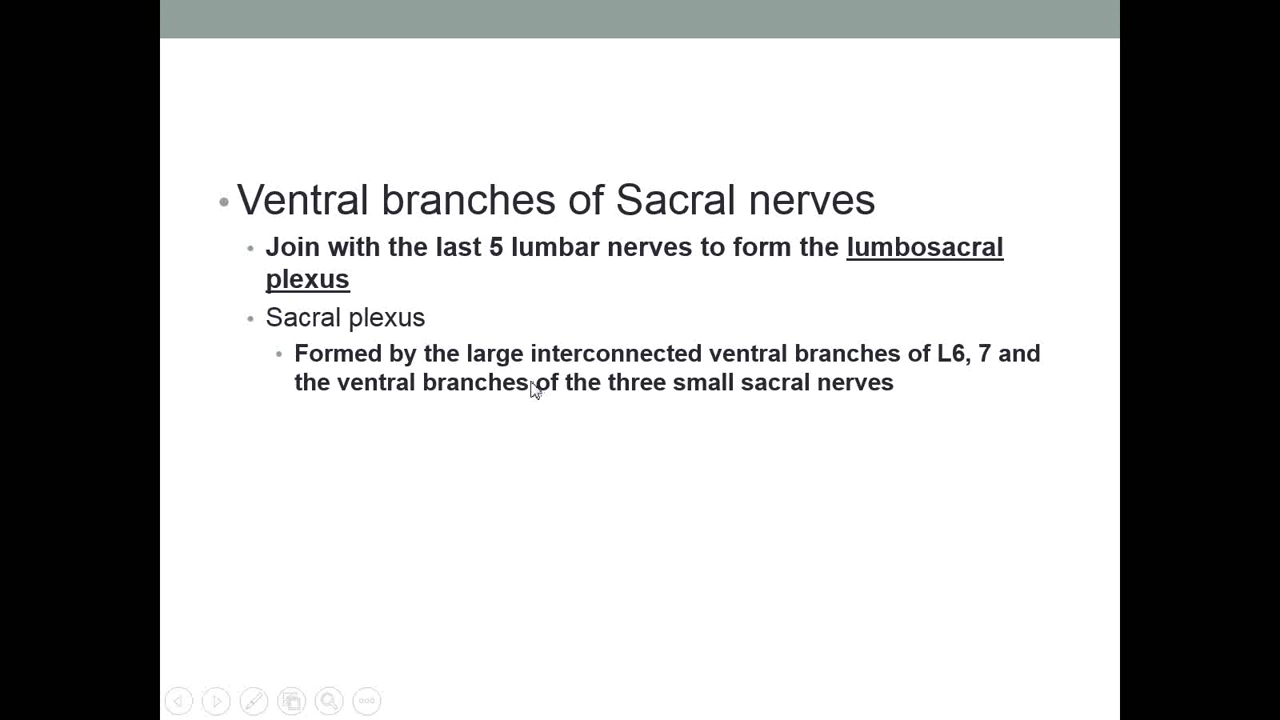 Ventral branches of Sacral nerves
Join with the last 5 lumbar nerves to form the lumbosacral
plexus
Sacral plexus
Formed by the large interconnected ventral branches of L6, 7 and
the ventral branches of the three small sacral nerves